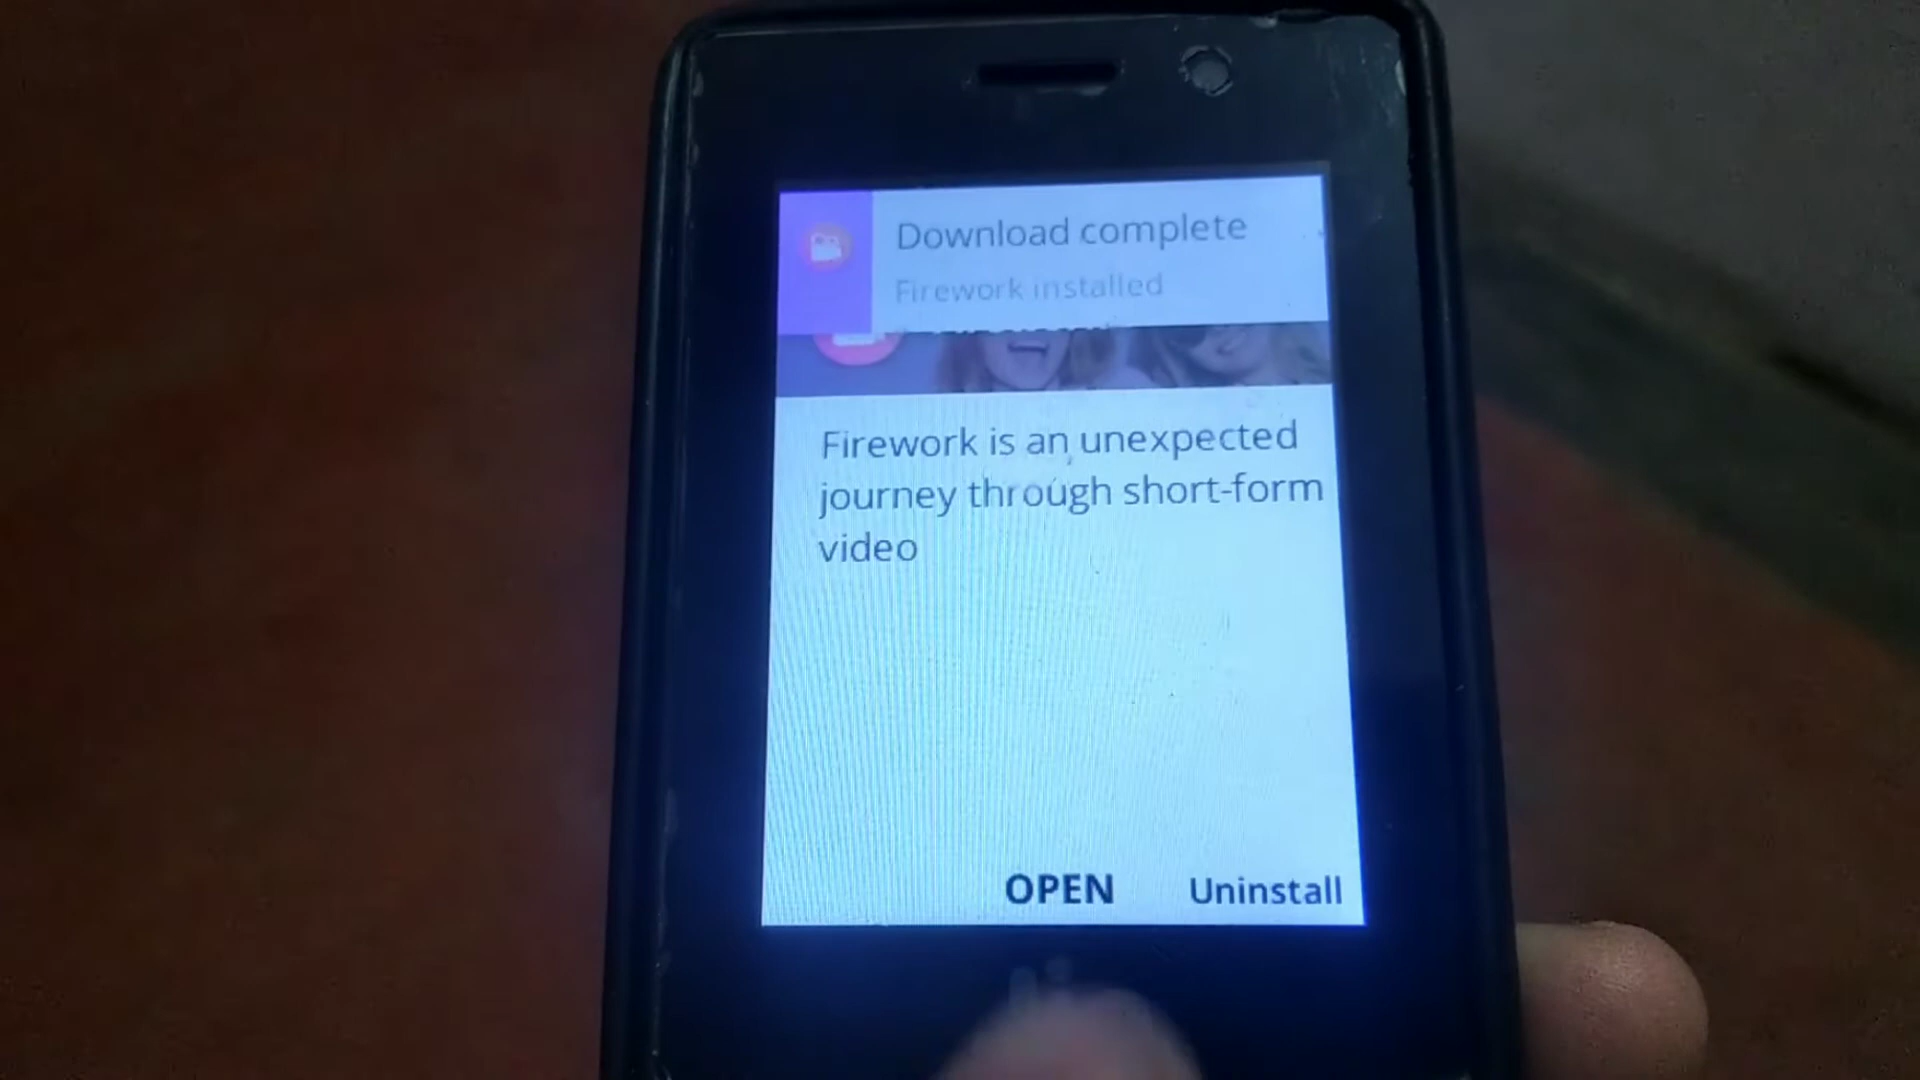 Download complete
Firework installed
Firework is an unexpected
journey through short-form
video
OPEN
Uninstall